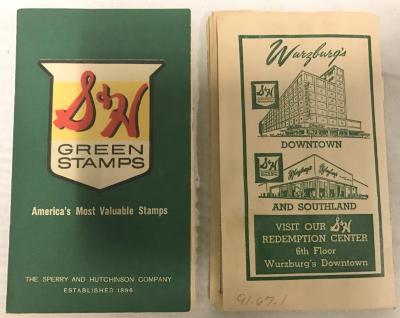 S&H
GREEN
STAMPS
America's Most Valuable Stamps
THE SPERRY AND HUTCHINSON COMPANY
ESTABLISHED 1896
Wurzburg's
S&H
DOWNTOWN
S&H
Wurzburg's
AND SOUTHLAND
VISIT OUR S&H
REDEMPTION CENTER
6th Floor
Wurzburg's Downtown
91.67.1